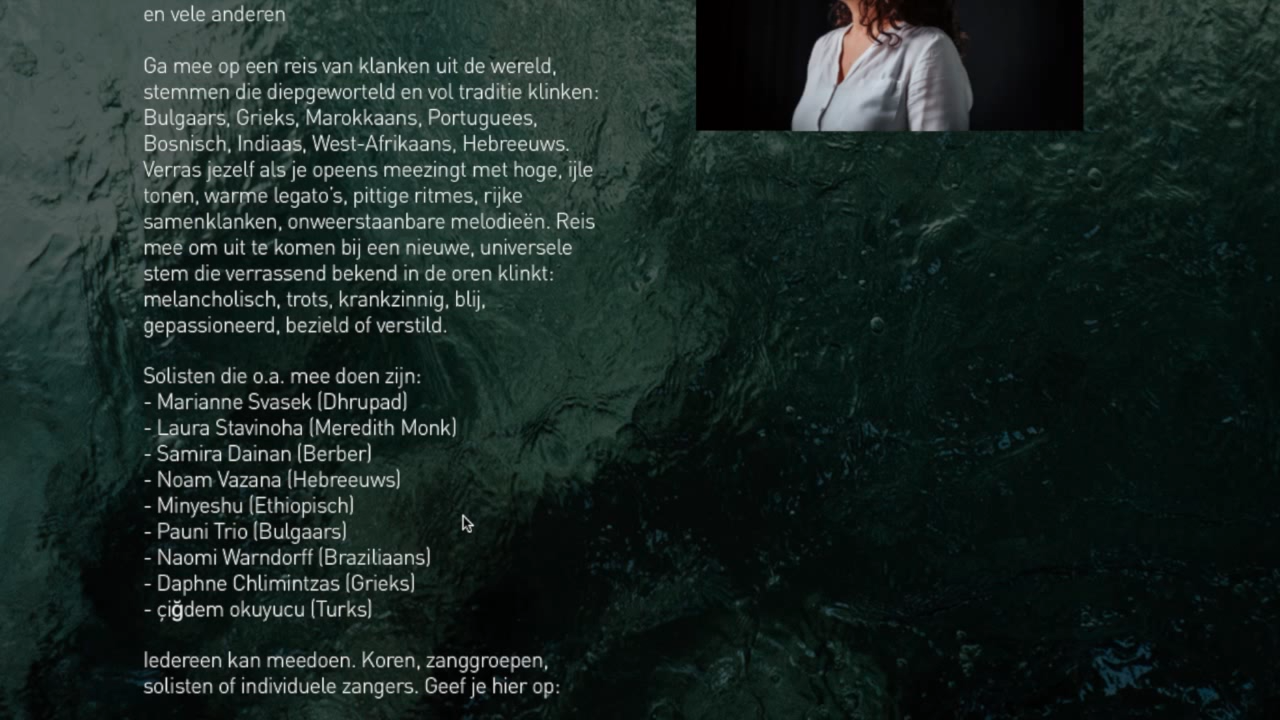 en vele anderen
Ga mee op een reis van klanken uit de wereld,
stemmen die diepgeworteld en vol traditie klinken:
Bulgaars, Grieks, Marokkaans, Portuguees,
Bosnisch, Indiaas, West-Afrikaans, Hebreeuws.
Verras jezelf als je opeens meezingt met hoge, ijle
tonen, warme legato's, pittige ritmes, rijke
samenklanken, onweerstaanbare melodieën. Reis
mee om uit te komen bij een nieuwe, universele
stem die verrassend bekend in de oren klinkt:
melancholisch, trots, krankzinnig, blij,
gepassioneerd, bezield of verstild.
Solisten die o.a. mee doen zijn:
- Marianne Svasek (Dhrupad)
- Laura Stavinoha (Meredith Monk)
- Samira Dainan (Berber)
- Noam Vazana (Hebreeuws)
- Minyeshu (Ethiopisch)
- Pauni Trio (Bulgaars)
- Naomi Warndorff (Braziliaans)
- Daphne Chlimintzas (Grieks)
- çiğdem okuyucu (Turks)
Iedereen kan meedoen. Koren, zanggroepen,
solisten of individuele zangers. Geef je hier op: